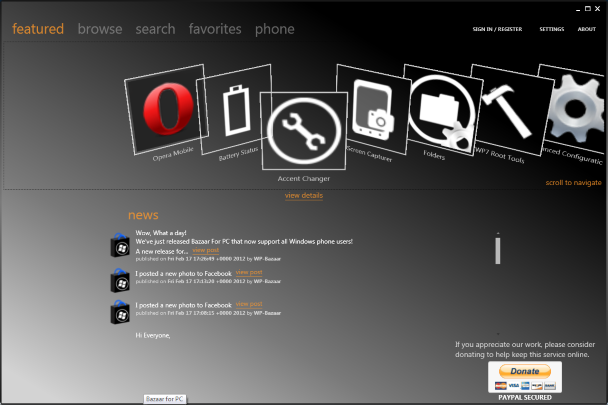 featured browse search favorites phone
SIGN IN / REGISTER SETTINGS ABOUT
Opera Mobile
Battery Status
Accent Changer
Screen Capturer
Folders
WP7 Root Tools
nced Configuratio
scroll to navigate
view details
news
Wow, What a day!
We've just released Bazaar For PC that now support all Windows phone users!
A new release for... view post
published on Fri Feb 17 17:26:49 +0000 2012 by WP-Bazaar
I posted a new photo to Facebook view post
published on Fri Feb 17 17:13:20 +0000 2012 by WP-Bazaar
I posted a new photo to Facebook view post
published on Fri Feb 17 17:08:15 +0000 2012 by WP-Bazaar
Hi Everyone,
If you appreciate our work, please consider
donating to help keep this service online.
Donate
VISA
PAYPAL SECURED
Bazaar for PC